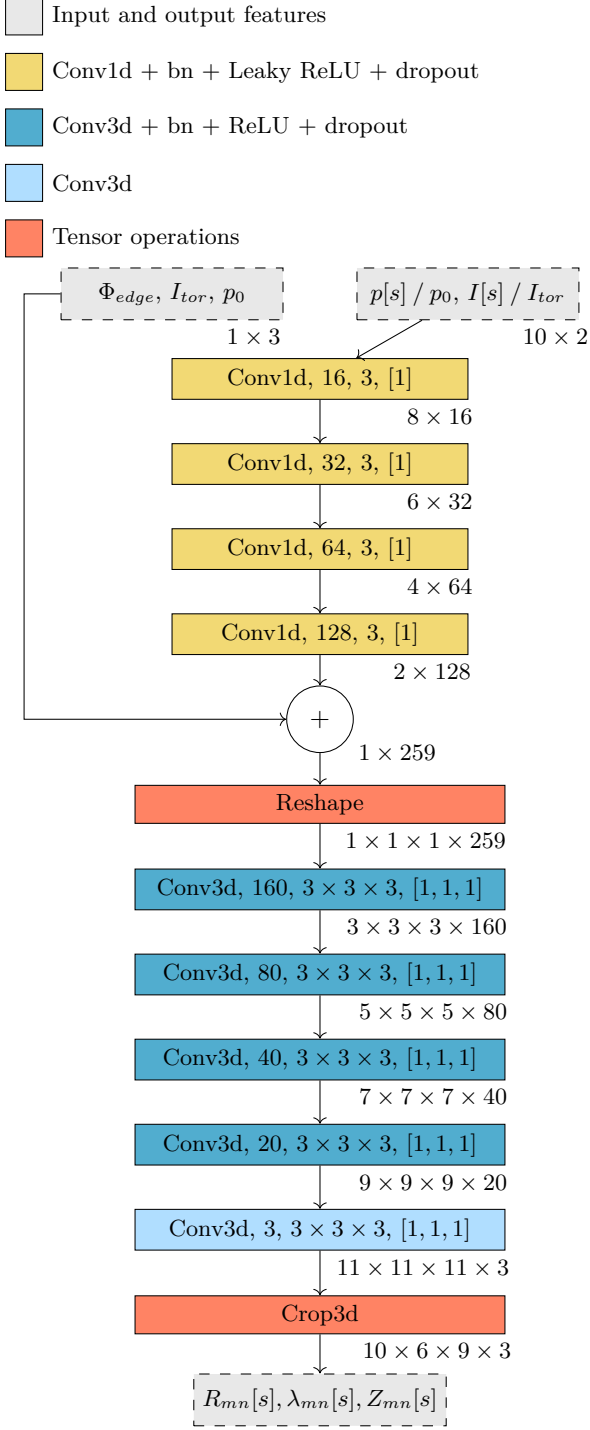 Input and output features
Conv1d + bn + Leaky ReLU + dropout
Conv3d + bn + ReLU + dropout
Conv3d
Tensor operations
Φ_edge, I_tor, p_0
1 × 3
p[s] / p_0, I[s] / I_tor
10 × 2
Conv1d, 16, 3, [1]
8 × 16
Conv1d, 32, 3, [1]
6 × 32
Conv1d, 64, 3, [1]
4 × 64
Conv1d, 128, 3, [1]
2 × 128
+
1 × 259
Reshape
1 × 1 × 1 × 259
Conv3d, 160, 3 × 3 × 3, [1, 1, 1]
3 × 3 × 3 × 160
Conv3d, 80, 3 × 3 × 3, [1, 1, 1]
5 × 5 × 5 × 80
Conv3d, 40, 3 × 3 × 3, [1, 1, 1]
7 × 7 × 7 × 40
Conv3d, 20, 3 × 3 × 3, [1, 1, 1]
9 × 9 × 9 × 20
Conv3d, 3, 3 × 3 × 3, [1, 1, 1]
11 × 11 × 11 × 3
Crop3d
10 × 6 × 9 × 3
R_mn[s], λ_mn[s], Z_mn[s]